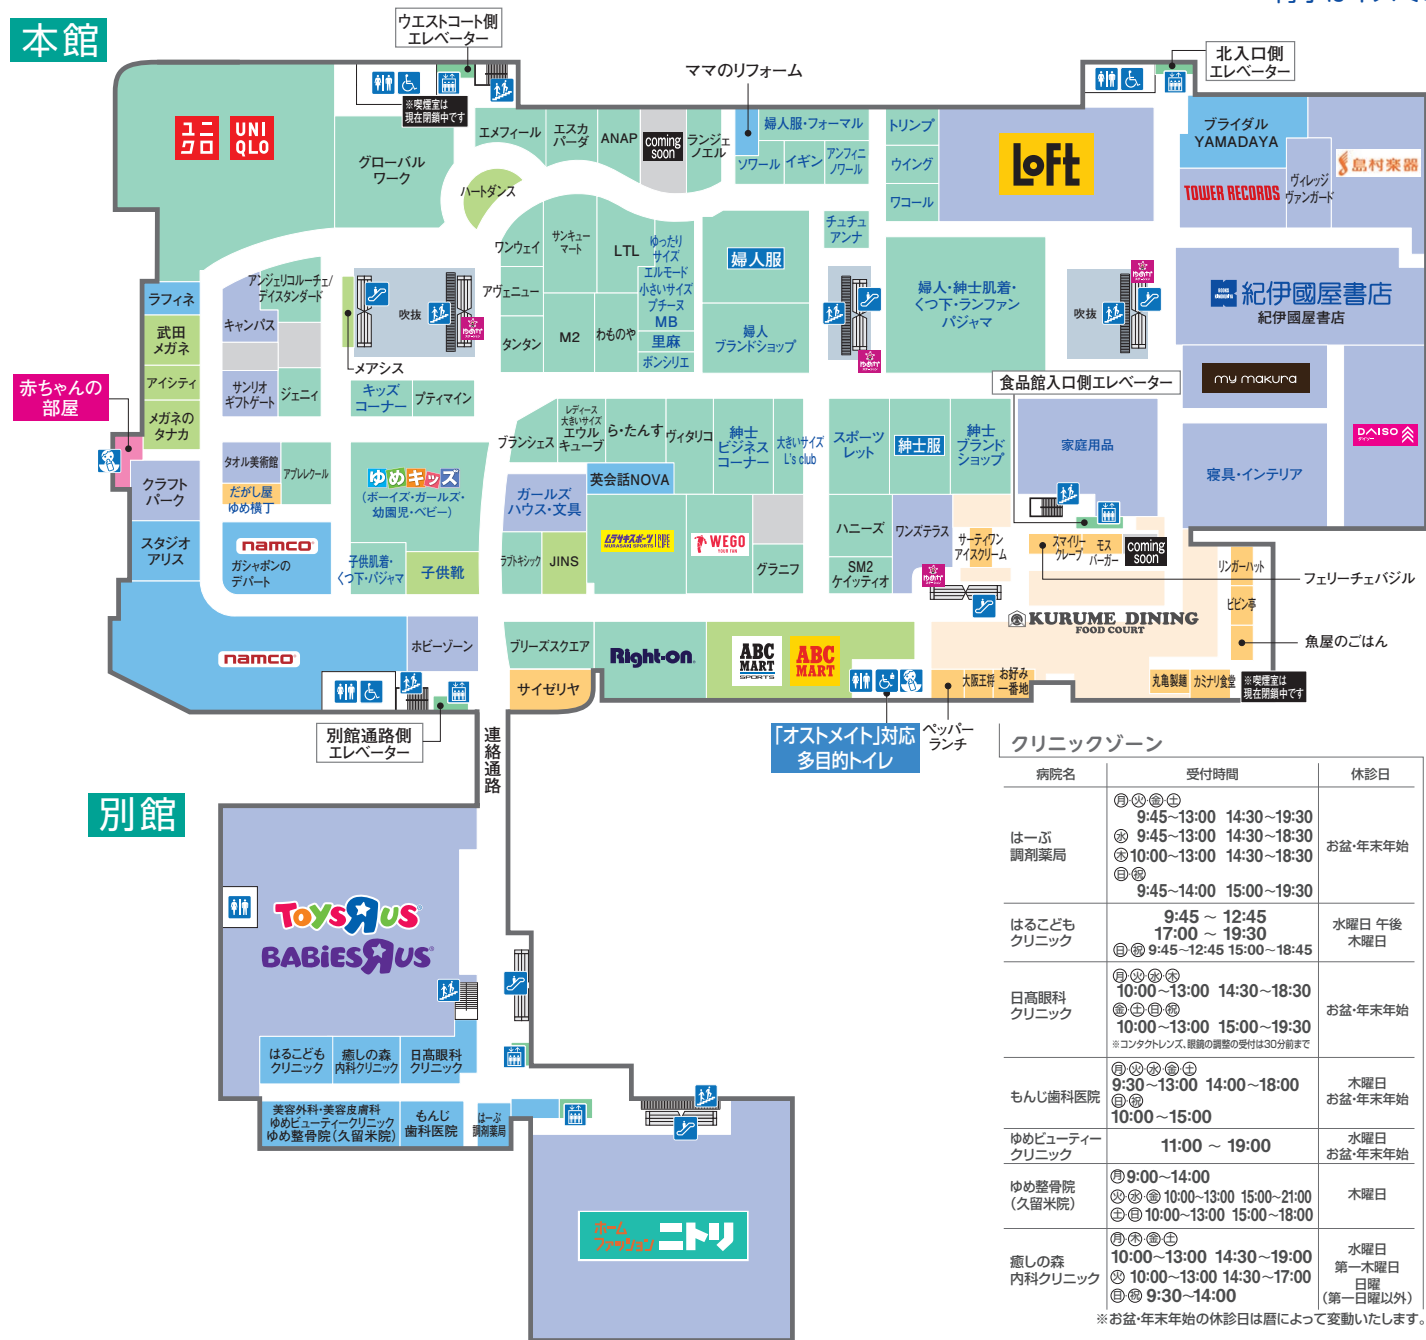 本館
ウエストコート側
エレベーター
※喫煙室は
現在閉鎖中です
ママのリフォーム
北入口側
エレベーター
ユニクロ
UNIQLO
グローバル
ワーク
エメフィール
エスカ
パーダ
ANAP
coming
soon
ランジェ
ノエル
婦人服・フォーマル
ソワール
イギン
アンフィニ
ノワール
トリンプ
ウイング
ワコール
LOFT
ブライダル
YAMADAYA
TOWER RECORDS
ヴィレッジ
ヴァンガード
島村楽器
ハートダンス
ワンウェイ
サンキュー
マート
LTL
ゆったり
サイズ
エルモード
小さいサイズ
プチーヌ
MB
里麻
ボンシリエ
アヴェニュー
タンタン
M2
わものや
婦人服
婦人
ブランドショップ
チュチュ
アンナ
婦人・紳士肌着・
くつ下・ランファン
パジャマ
吹抜
紀伊國屋書店
紀伊國屋書店
my makura
DAISO
ダイソー
ラフィネ
武田
メガネ
アイシティ
メガネの
タナカ
アンジェリコルーチェ/
デイスタンダード
キャンパス
サンリオ
ギフトゲート
ジェニィ
吹抜
メアシス
キッズ
コーナー
プティマイン
赤ちゃんの
部屋
食品館入口側エレベーター
ブランシェス
レディース
大きいサイズ
エウル
キューブ
ら・たんす
ヴィタリコ
紳士
ビジネス
コーナー
大きいサイズ
L's club
スポーツ
レット
紳士服
紳士
ブランド
ショップ
家庭用品
寝具・インテリア
クラフト
パーク
タオル美術館
だがし屋
ゆめ横丁
アプレクール
ゆめキッズ
(ボーイズ・ガールズ・
幼園児・ベビー)
ガールズ
ハウス・文具
英会話NOVA
ムラサキスポーツ
MURASAKI SPORTS
RIDE
LIFE
WEGO
グラニフ
ハニーズ
ワンズテラス
サーティワン
アイスクリーム
スマイリー
クレープ
モス
バーガー
coming
soon
リンガーハット
フェリーチェバジル
スタジオ
アリス
namco
ガシャポンの
デパート
子供肌着・
くつ下・パジャマ
子供靴
ラブトキシック
JINS
SM2
ケイッティオ
ビビン亭
魚屋のごはん
KURUME DINING
FOOD COURT
namco
ホビーゾーン
ブリーズスクエア
サイゼリヤ
Right-on
ABC
MART
SPORTS
ABC
MART
大阪王将
お好み
一番地
丸亀製麺
カミナリ食堂
※喫煙室は
現在閉鎖中です
ペッパー
ランチ
「オストメイト」対応
多目的トイレ
別館通路側
エレベーター
連絡通路
別館
TOYSRUS
BABIESRUS
はるこども
クリニック
癒しの森
内科クリニック
日髙眼科
クリニック
美容外科・美容皮膚科
ゆめビューティークリニック
ゆめ整骨院(久留米院)
もんじ
歯科医院
はーぶ
調剤薬局
ホーム
ファッション
ニトリ
クリニックゾーン
病院名 受付時間 休診日
はーぶ
調剤薬局
月・火・金・土
9:45〜13:00 14:30〜19:30
水 9:45〜13:00 14:30〜18:30
木 10:00〜13:00 14:30〜18:30
日・祝
9:45〜14:00 15:00〜19:30
お盆・年末年始
はるこども
クリニック
9:45 〜 12:45
17:00 〜 19:30
日・祝 9:45〜12:45 15:00〜18:45
水曜日 午後
木曜日
日髙眼科
クリニック
月・火・水・木
10:00〜13:00 14:30〜18:30
金・土・日・祝
10:00〜13:00 15:00〜19:30
※コンタクトレンズ、眼鏡の調整の受付は30分前まで
お盆・年末年始
もんじ歯科医院
月・火・水・金・土
9:30〜13:00 14:00〜18:00
日・祝
10:00〜15:00
木曜日
お盆・年末年始
ゆめビューティー
クリニック
11:00 〜 19:00
水曜日
お盆・年末年始
ゆめ整骨院
(久留米院)
月 9:00〜14:00
火・水・金 10:00〜13:00 15:00〜21:00
土・日 10:00〜13:00 15:00〜18:00
木曜日
癒しの森
内科クリニック
月・木・金・土
10:00〜13:00 14:30〜19:00
火 10:00〜13:00 14:30〜17:00
日・祝 9:30〜14:00
水曜日
第一木曜日
日曜
(第一日曜以外)
※お盆・年末年始の休診日は暦によって変動いたします。